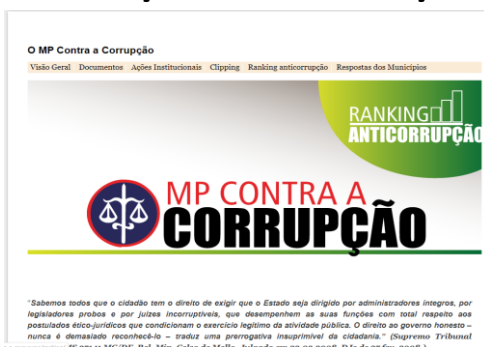 O MP Contra a Corrupção
Visão Geral Documentos Ações Institucionais Clipping Ranking anticorrupção Respostas dos Municípios
RANKING
ANTICORRUPÇÃO
MP CONTRA A
CORRUPÇÃO
"Sabemos todos que o cidadão tem o direito de exigir que o Estado seja dirigido por administradores íntegros, por
legisladores probos e por juízes incorruptíveis, que desempenhem as suas funções com total respeito aos
postulados ético-jurídicos que condicionam o exercício legítimo da atividade pública. O direito ao governo honesto –
nunca é demasiado reconhecê-lo – traduz uma prerrogativa insuprimível da cidadania." (Supremo Tribunal